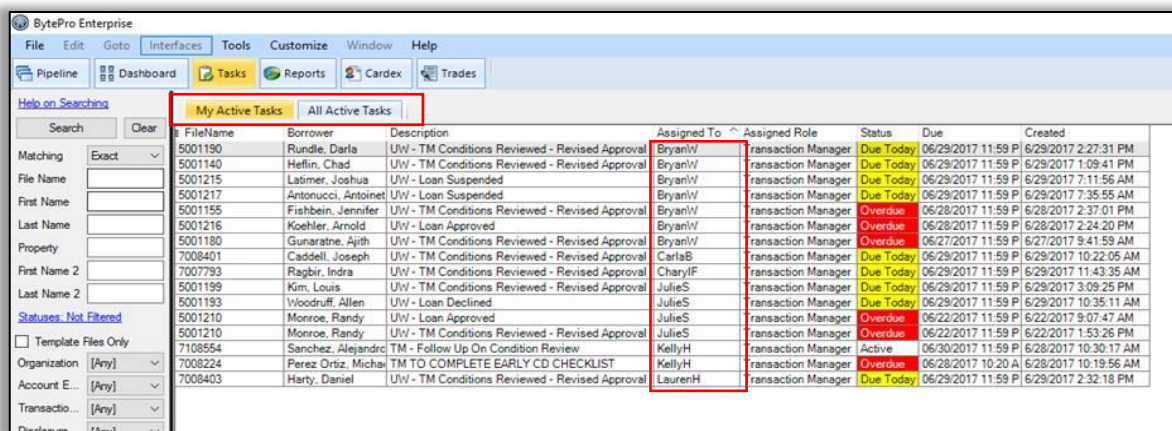 BytePro Enterprise
File Edit Goto Interfaces Tools Customize Window Help
Pipeline Dashboard Tasks Reports Cardex Trades
Help on Searching
Search Clear
Matching Exact
File Name
First Name
Last Name
Property
First Name 2
Last Name 2
Statuses: Not Filtered
Template Files Only
Organization [Any]
Account E... [Any]
Transactio... [Any]
Disclosure [Any]
My Active Tasks All Active Tasks
FileName Borrower Description Assigned To Assigned Role Status Due Created
5001190 Rundle, Darla UW - TM Conditions Reviewed - Revised Approval BryanW Transaction Manager Due Today 06/29/2017 11:59 P 6/29/2017 2:27:31 PM
5001140 Heflin, Chad UW - TM Conditions Reviewed - Revised Approval BryanW Transaction Manager Due Today 06/29/2017 11:59 P 6/29/2017 1:09:41 PM
5001215 Latimer, Joshua UW - Loan Suspended BryanW Transaction Manager Due Today 06/29/2017 11:59 P 6/29/2017 7:11:56 AM
5001217 Antonucci, Antoinet UW - Loan Suspended BryanW Transaction Manager Due Today 06/29/2017 11:59 P 6/29/2017 7:35:55 AM
5001155 Fishbein, Jennifer UW - TM Conditions Reviewed - Revised Approval BryanW Transaction Manager Overdue 06/28/2017 11:59 P 6/28/2017 2:37:01 PM
5001216 Koehler, Arnold UW - Loan Approved BryanW Transaction Manager Overdue 06/28/2017 11:59 P 6/28/2017 2:24:20 PM
5001180 Gunaratne, Ajith UW - TM Conditions Reviewed - Revised Approval BryanW Transaction Manager Overdue 06/27/2017 11:59 P 6/27/2017 9:41:59 AM
7008401 Caddell, Joseph UW - TM Conditions Reviewed - Revised Approval CarlaB Transaction Manager Due Today 06/29/2017 11:59 P 6/29/2017 10:22:05 AM
7007793 Ragbir, Indra UW - TM Conditions Reviewed - Revised Approval CharylF Transaction Manager Due Today 06/29/2017 11:59 P 6/29/2017 11:43:35 AM
5001199 Kim, Louis UW - TM Conditions Reviewed - Revised Approval JulieS Transaction Manager Due Today 06/29/2017 11:59 P 6/29/2017 3:09:25 PM
5001193 Woodruff, Allen UW - Loan Declined JulieS Transaction Manager Due Today 06/29/2017 11:59 P 6/29/2017 10:35:11 AM
5001210 Monroe, Randy UW - Loan Approved JulieS Transaction Manager Overdue 06/22/2017 11:59 P 6/22/2017 9:07:47 AM
5001210 Monroe, Randy UW - TM Conditions Reviewed - Revised Approval JulieS Transaction Manager Overdue 06/22/2017 11:59 P 6/22/2017 1:53:26 PM
7108554 Sanchez, Alejandrc TM - Follow Up On Condition Review KellyH Transaction Manager Active 06/30/2017 11:59 P 6/28/2017 10:30:17 AM
7008224 Perez Ortiz, Micha TM TO COMPLETE EARLY CD CHECKLIST KellyH Transaction Manager Overdue 06/28/2017 10:20 A 6/28/2017 10:19:56 AM
7008403 Harty, Daniel UW - TM Conditions Reviewed - Revised Approval LaurenH Transaction Manager Due Today 06/29/2017 11:59 P 6/29/2017 2:32:18 PM